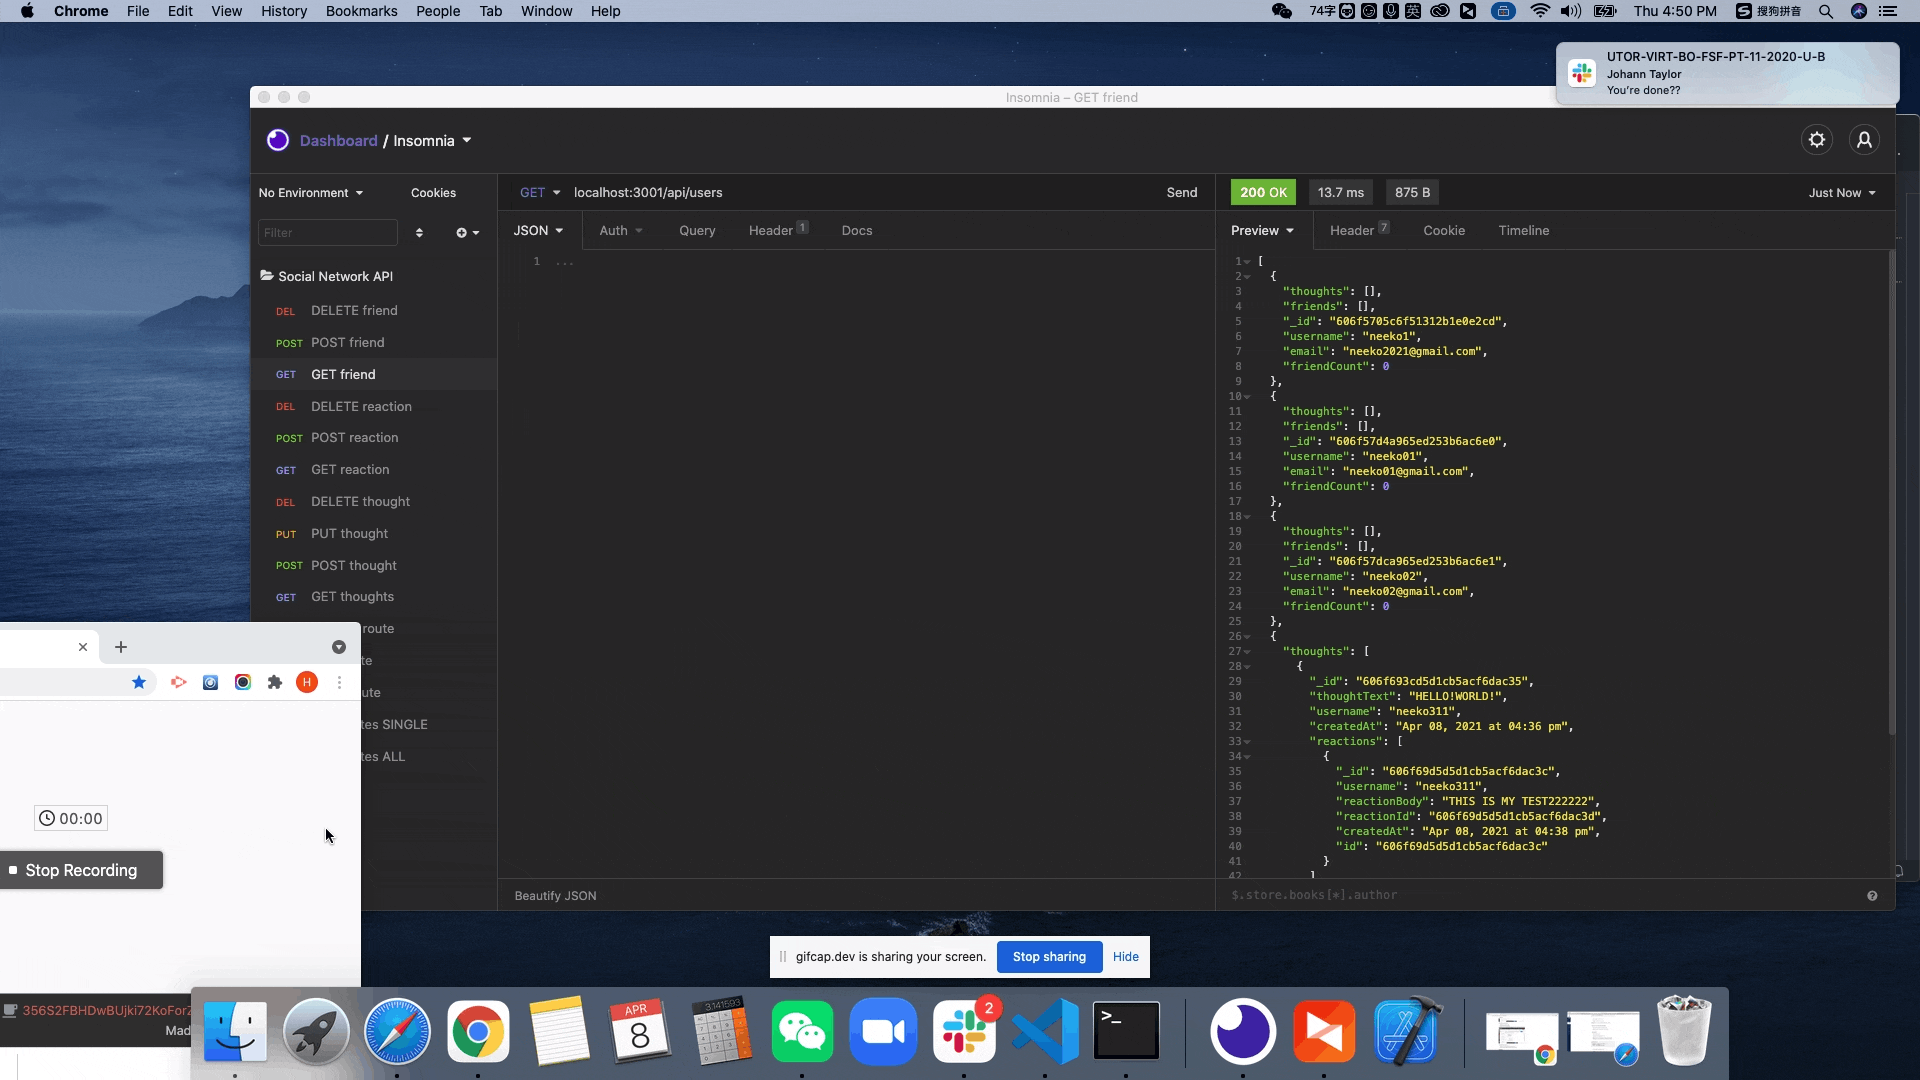 Chrome File Edit View History Bookmarks People Tab Window Help 74字 英 Thu 4:50 PM 搜狗拼音
UTOR-VIRT-BO-FSF-PT-11-2020-U-B
Johann Taylor
You're done??
Insomnia – GET friend
Dashboard / Insomnia
No Environment Cookies
Filter
Social Network API
DEL DELETE friend
POST POST friend
GET GET friend
DEL DELETE reaction
POST POST reaction
GET GET reaction
DEL DELETE thought
PUT PUT thought
POST POST thought
GET GET thoughts
route
te
ute
tes SINGLE
tes ALL
GET localhost:3001/api/users Send
JSON Auth Query Header 1 Docs
1 ...
Beautify JSON
200 OK 13.7 ms 875 B Just Now
Preview Header 7 Cookie Timeline
1 [
2 {
3 "thoughts": [],
4 "friends": [],
5 "_id": "606f5705c6f51312b1e0e2cd",
6 "username": "neeko1",
7 "email": "neeko2021@gmail.com",
8 "friendCount": 0
9 },
10 {
11 "thoughts": [],
12 "friends": [],
13 "_id": "606f57d4a965ed253b6ac6e0",
14 "username": "neeko01",
15 "email": "neeko01@gmail.com",
16 "friendCount": 0
17 },
18 {
19 "thoughts": [],
20 "friends": [],
21 "_id": "606f57dca965ed253b6ac6e1",
22 "username": "neeko02",
23 "email": "neeko02@gmail.com",
24 "friendCount": 0
25 },
26 {
27 "thoughts": [
28 {
29 "_id": "606f693cd5d1cb5acf6dac35",
30 "thoughtText": "HELLO!WORLD!",
31 "username": "neeko311",
32 "createdAt": "Apr 08, 2021 at 04:36 pm",
33 "reactions": [
34 {
35 "_id": "606f69d5d5d1cb5acf6dac3c",
36 "username": "neeko311",
37 "reactionBody": "THIS IS MY TEST222222",
38 "reactionId": "606f69d5d5d1cb5acf6dac3d",
39 "createdAt": "Apr 08, 2021 at 04:38 pm",
40 "id": "606f69d5d5d1cb5acf6dac3c"
41 }
42 ]
$.store.books[*].author
H
00:00
Stop Recording
356S2FBHDwBUjki72KoForZ
Mad
gifcap.dev is sharing your screen. Stop sharing Hide
APR
8
3.141593
2
>_